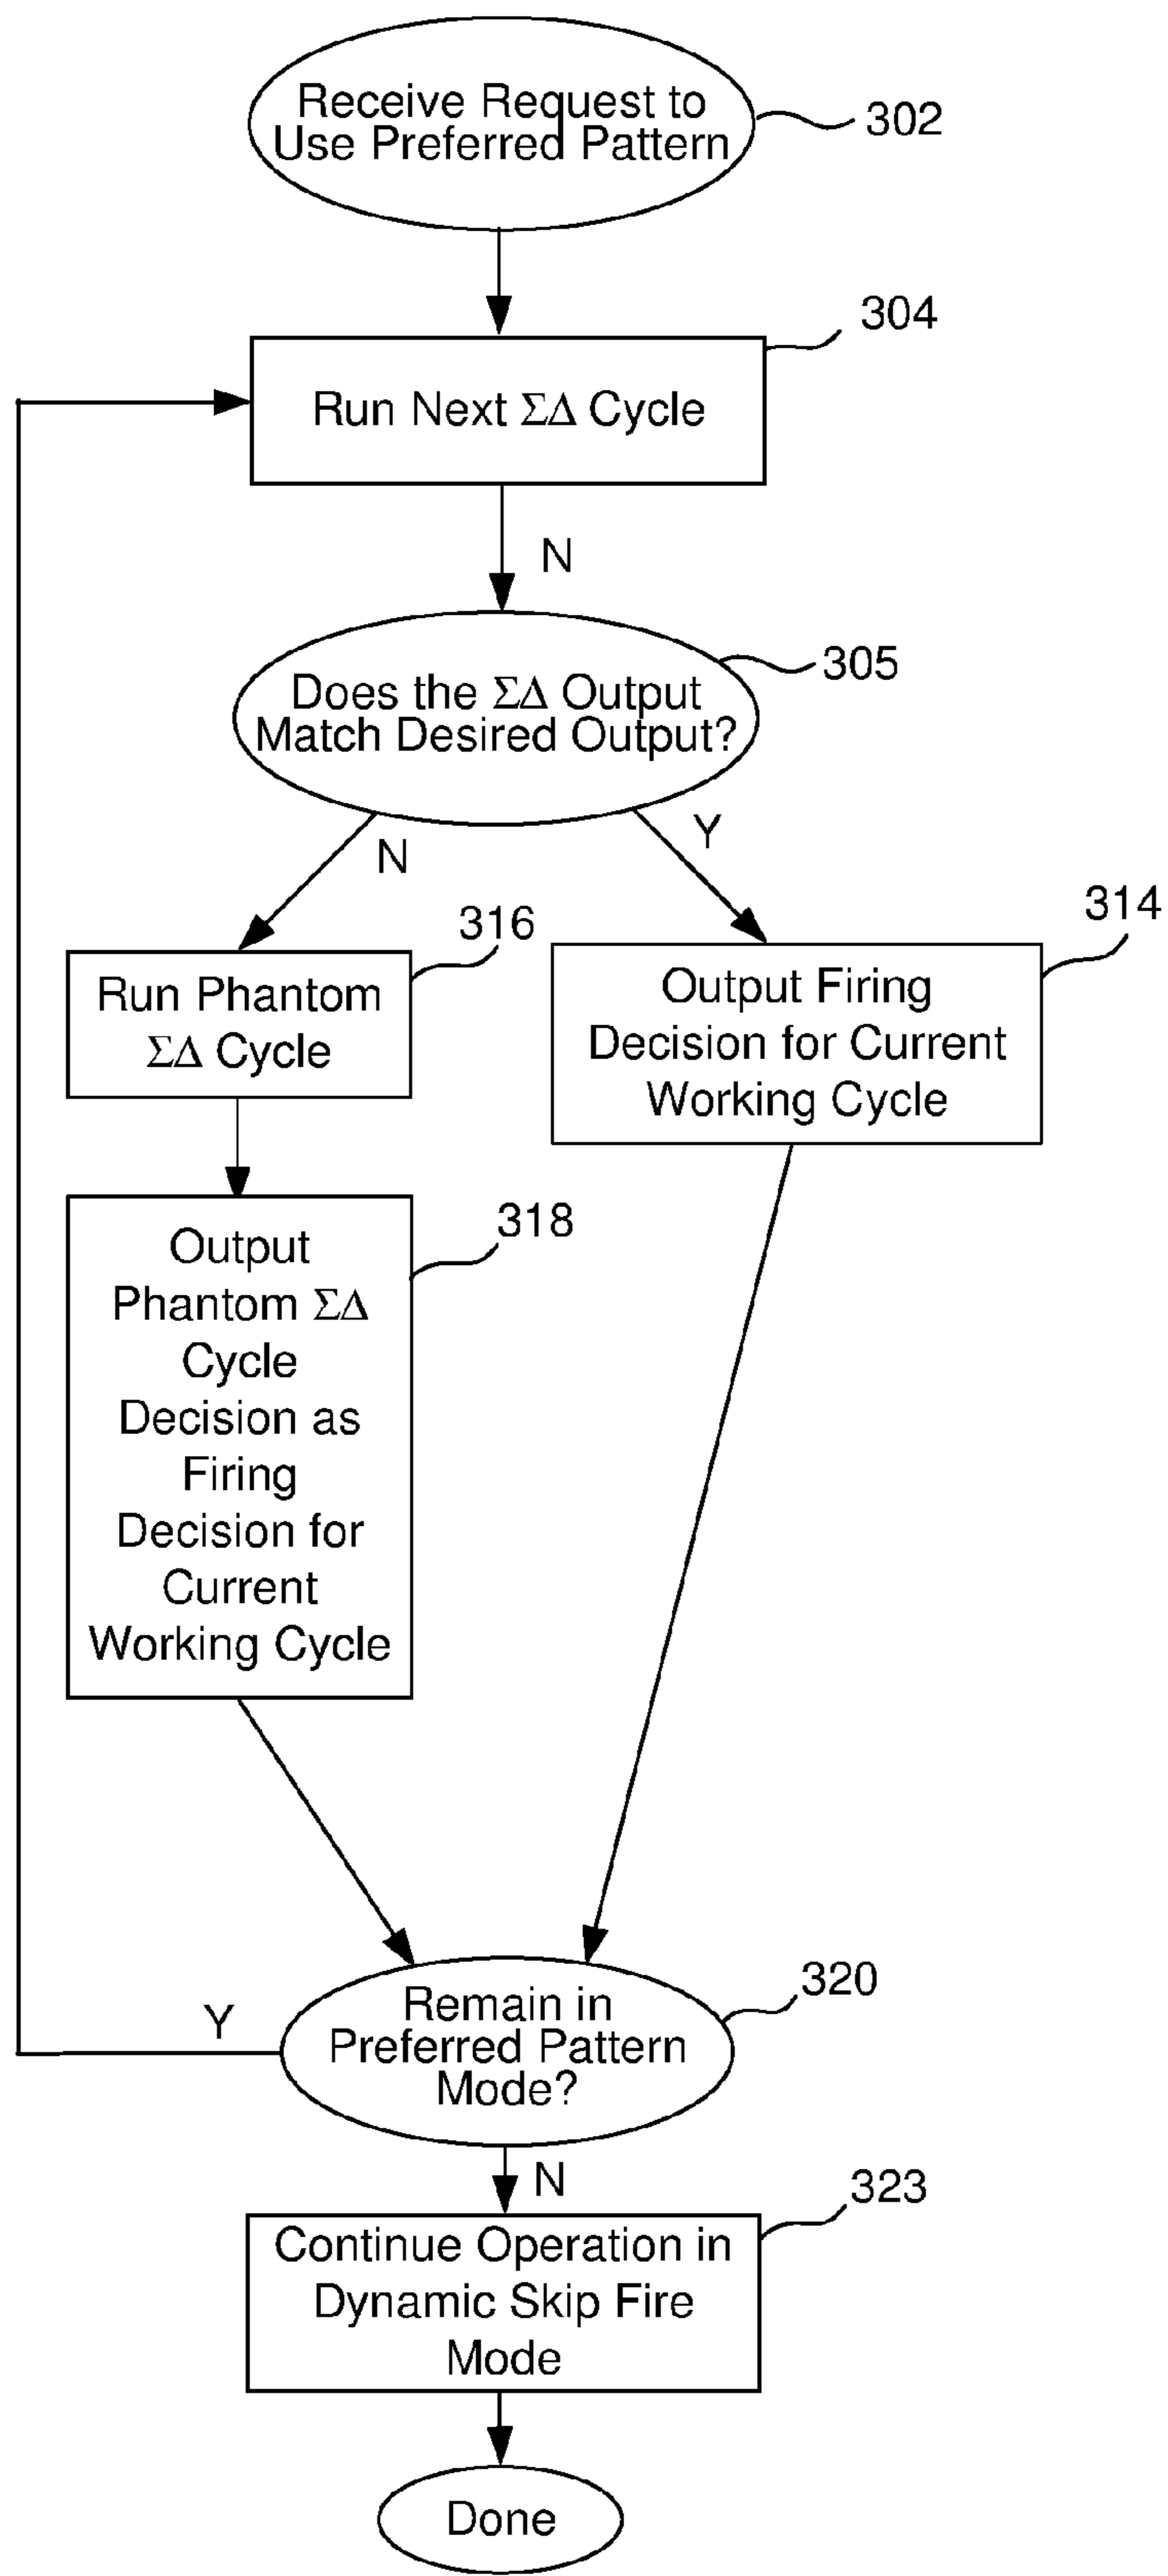 Receive Request to
Use Preferred Pattern
302
304
Run Next ΣΔ Cycle
N
305
Does the ΣΔ Output
Match Desired Output?
N
Y
316
314
Run Phantom
ΣΔ Cycle
Output Firing
Decision for Current
Working Cycle
318
Output
Phantom ΣΔ
Cycle
Decision as
Firing
Decision for
Current
Working Cycle
320
Remain in
Preferred Pattern
Mode?
Y
N
323
Continue Operation in
Dynamic Skip Fire
Mode
Done